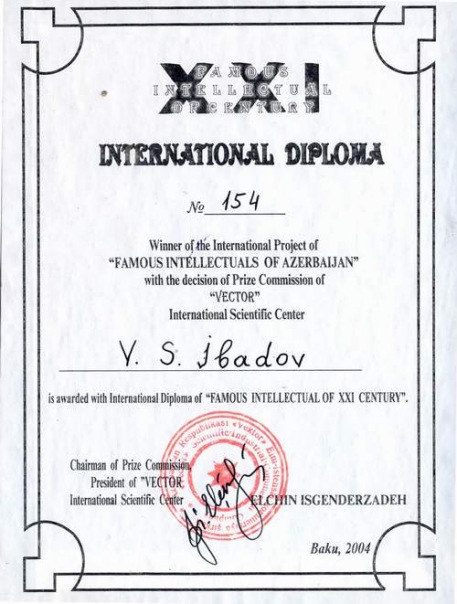 XXI
FAMOUS
INTELLECTUAL
OF CENTURY
INTERNATIONAL DIPLOMA
№ 154
Winner of the International Project of
"FAMOUS INTELLECTUALS OF AZERBAIJAN"
with the decision of Prize Commission of
"VECTOR"
International Scientific Center
V. S. İbadov
is awarded with International Diploma of "FAMOUS INTELLECTUAL OF XXI CENTURY".
Chairman of Prize Commission,
President of "VECTOR
International Scientific Center
ELCHIN ISGENDERZADEH
Baku, 2004